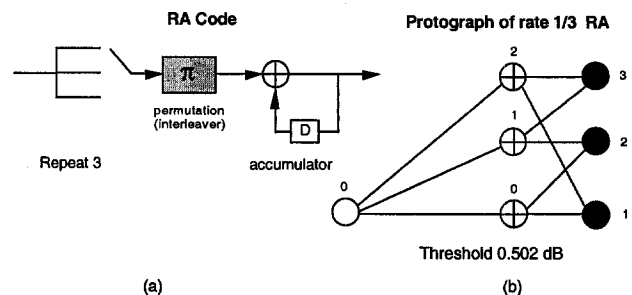 RA Code
π
permutation
(interleaver)
D
Repeat 3
accumulator
(a)
Protograph of rate 1/3 RA
2
3
1
2
0
0
1
Threshold 0.502 dB
(b)